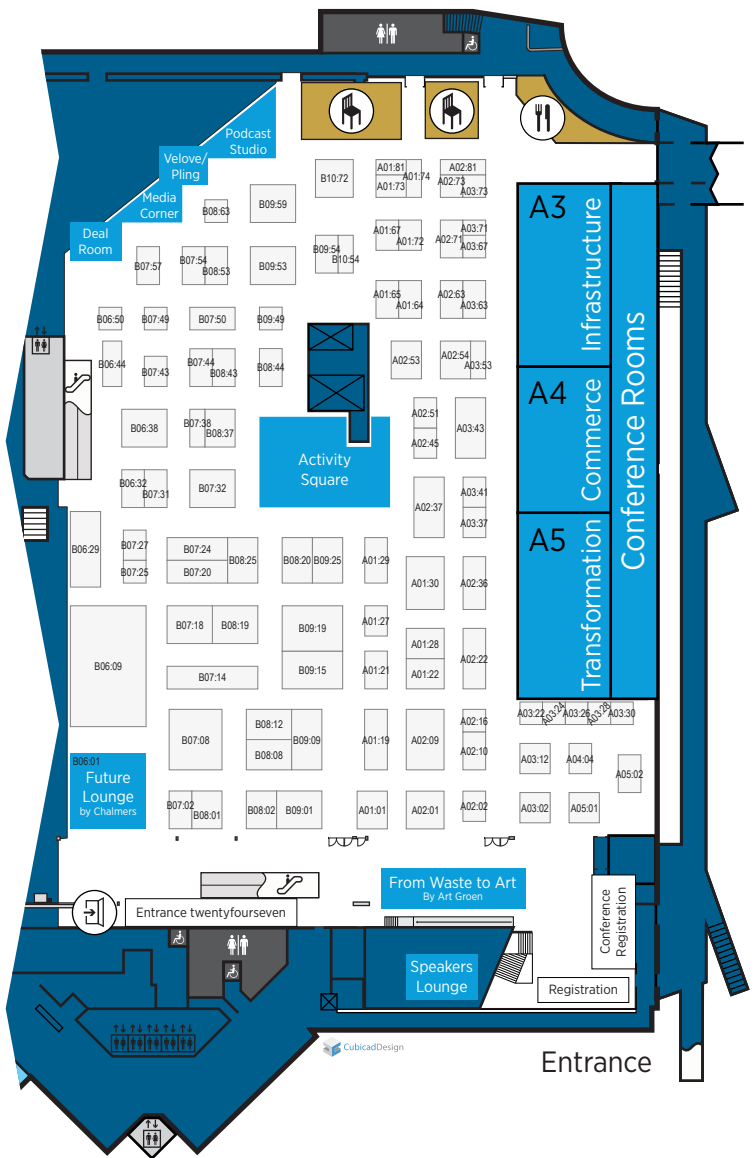 Podcast
Studio
Velove/
Pling
Media
Corner
Deal
Room
B10:72
A01:81
A01:73
A01:74
A02:81
A02:73
A03:73
B08:63
B09:59
A01:67
A01:72
A02:71
A03:71
A03:67
B09:54
B10:54
B07:57
B07:54
B08:53
B09:53
A01:65
A01:64
A02:63
A03:63
B06:50
B07:49
B07:50
B09:49
B06:44
B07:43
B07:44
B08:43
B08:44
A02:53
A02:54
A03:53
B06:38
B07:38
B08:37
A02:51
A02:45
A03:43
Activity
Square
B06:32
B07:31
B07:32
A02:37
A03:41
A03:37
B06:29
B07:27
B07:25
B07:24
B07:20
B08:25
B08:20
B09:25
A01:29
A01:30
A02:36
B06:09
B07:18
B08:19
B09:19
B09:15
A01:27
A01:21
A01:28
A01:22
A02:22
B07:14
A3
Infrastructure
A4
Commerce
A5
Transformation
Conference Rooms
A03:22
A03:24
A03:26
A03:28
A03:30
B07:08
B08:12
B08:08
B09:09
A01:19
A02:09
A02:16
A02:10
A03:12
A04:04
A05:02
B06:01
Future
Lounge
by Chalmers
B07:02
B08:01
B08:02
B09:01
A01:01
A02:01
A02:02
A03:02
A05:01
From Waste to Art
By Art Groen
Entrance twentyfourseven
Conference
Registration
Speakers
Lounge
Registration
CubicadDesign
Entrance